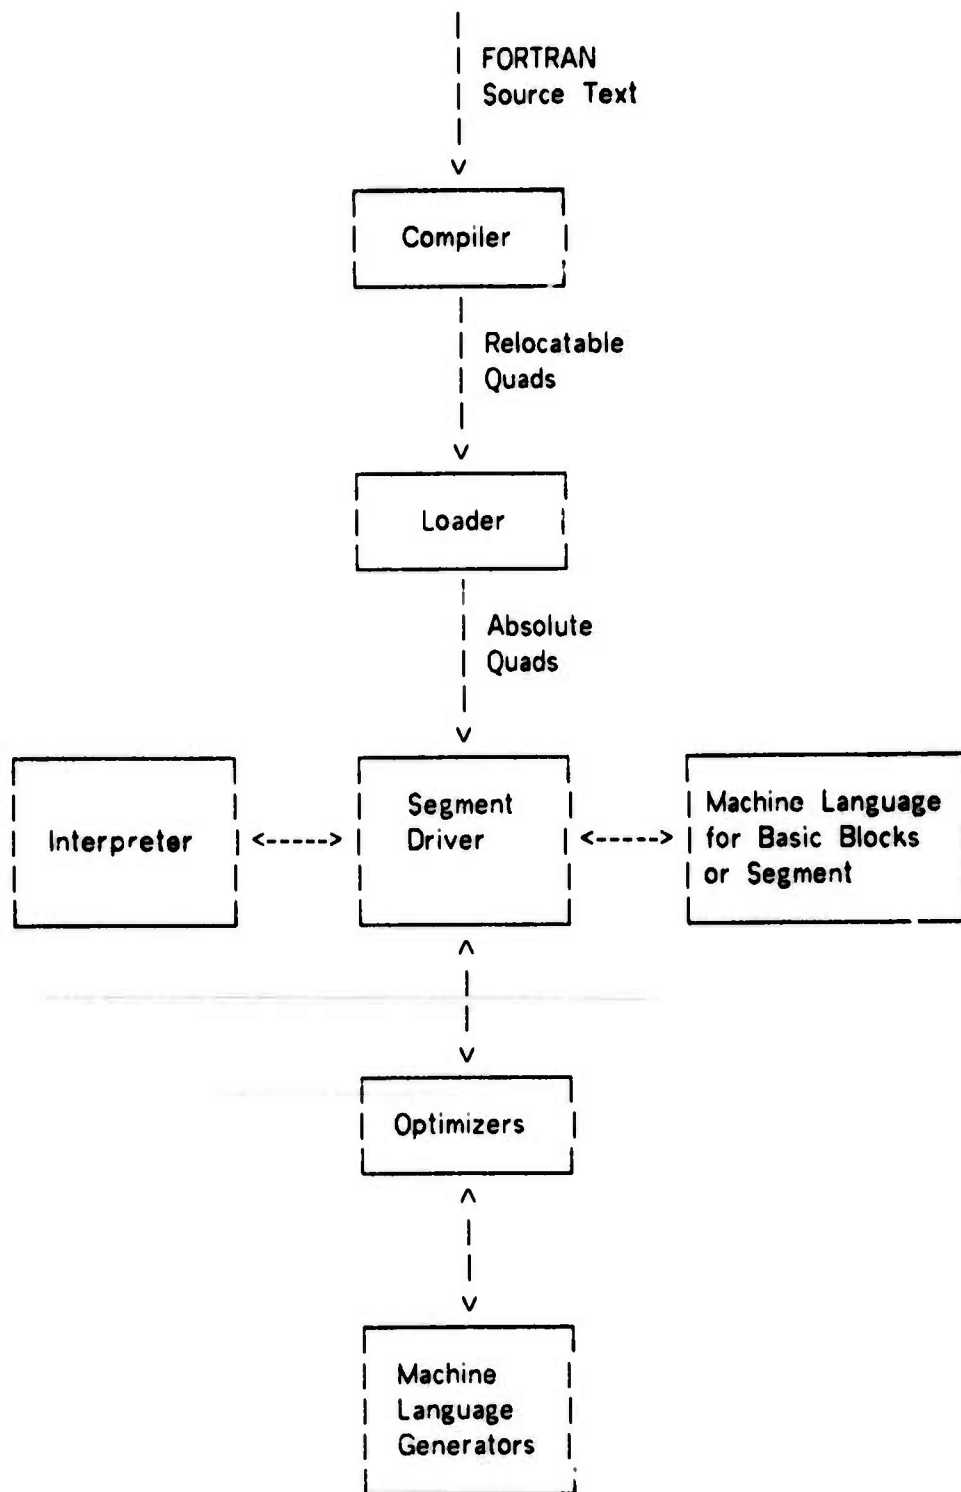 FORTRAN
Source Text
Compiler
Relocatable
Quads
Loader
Absolute
Quads
Interpreter
Segment
Driver
Machine Language
for Basic Blocks
or Segment
Optimizers
Machine
Language
Generators